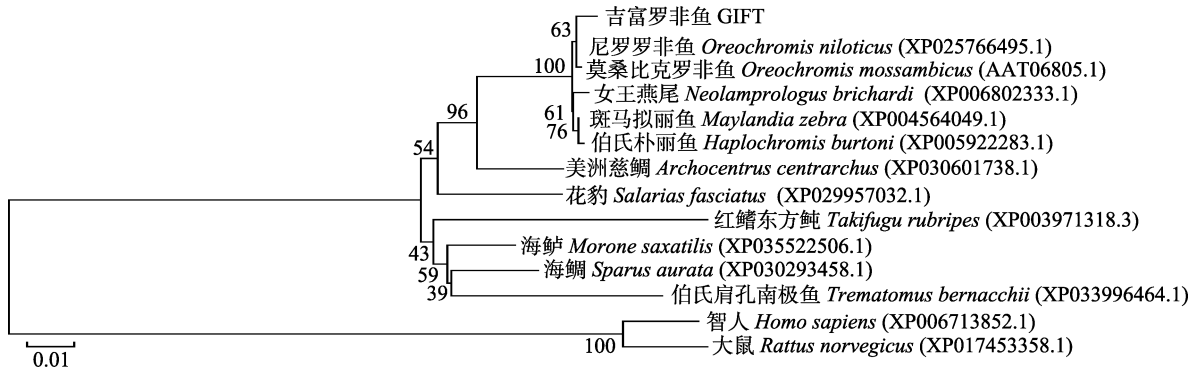 吉富罗非鱼 GIFT
63
尼罗罗非鱼 Oreochromis niloticus (XP025766495.1)
100
莫桑比克罗非鱼 Oreochromis mossambicus (AAT06805.1)
女王燕尾 Neolamprologus brichardi (XP006802333.1)
96
61
斑马拟丽鱼 Maylandia zebra (XP004564049.1)
76
伯氏朴丽鱼 Haplochromis burtoni (XP005922283.1)
54
美洲慈鲷 Archocentrus centrarchus (XP030601738.1)
花豹 Salarias fasciatus (XP029957032.1)
红鳍东方鲀 Takifugu rubripes (XP003971318.3)
海鲈 Morone saxatilis (XP035522506.1)
43
海鲷 Sparus aurata (XP030293458.1)
59
39
伯氏肩孔南极鱼 Trematomus bernacchii (XP033996464.1)
智人 Homo sapiens (XP006713852.1)
100
大鼠 Rattus norvegicus (XP017453358.1)
0.01